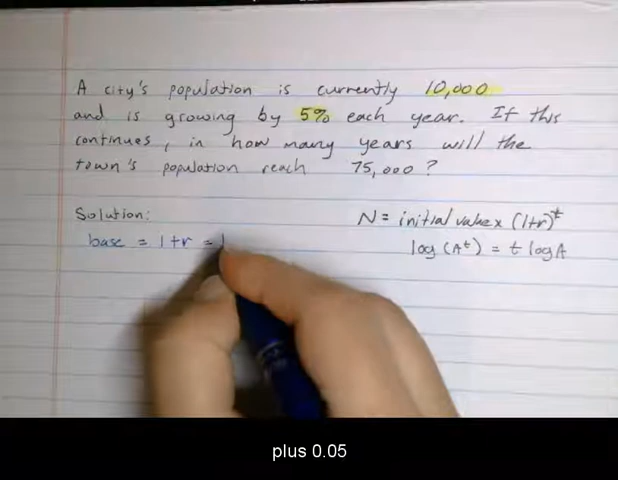 A city's population is currently 10,000
and is growing by 5% each year. If this
continues, in how many years will the
town's population reach 75,000?
Solution:
N = initial value x (1+r)^t
base = 1+r = 1
log (A^t) = t log A
plus 0.05